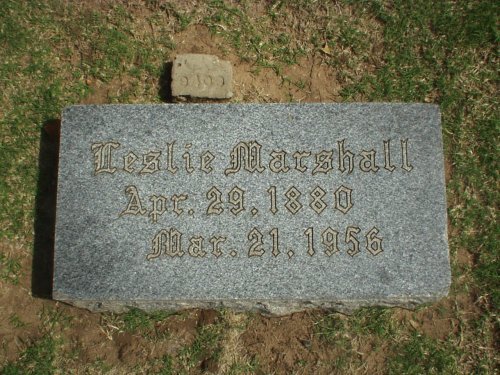 Leslie Marshall
Apr. 29, 1880
Mar. 21, 1956